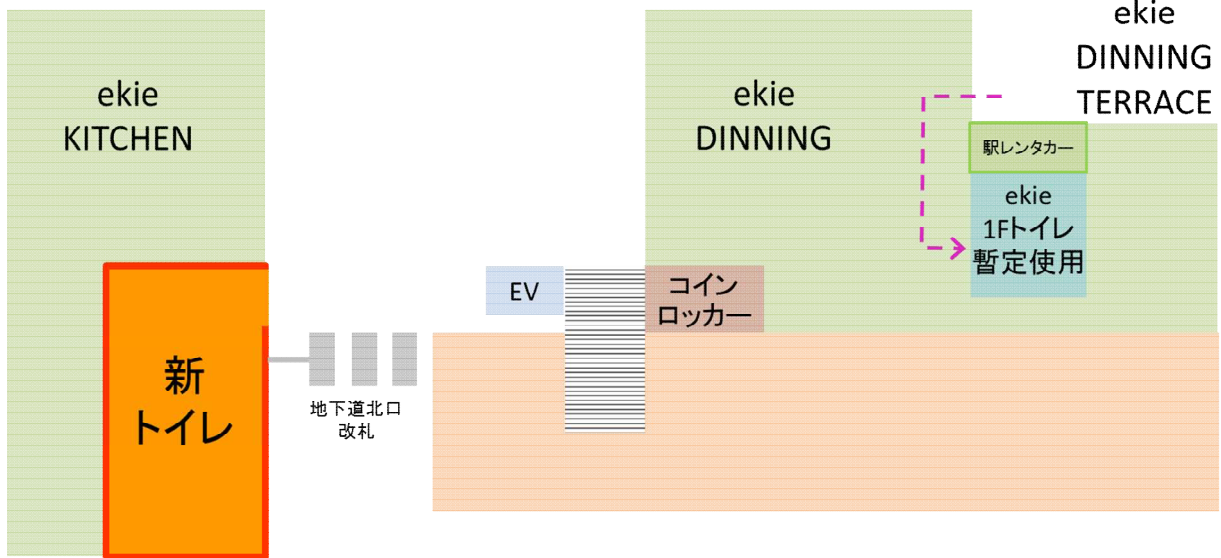 ekie
KITCHEN
ekie
DINNING
ekie
DINNING
TERRACE
駅レンタカー
ekie
1Fトイレ
暫定使用
EV
コイン
ロッカー
新
トイレ
地下道北口
改札